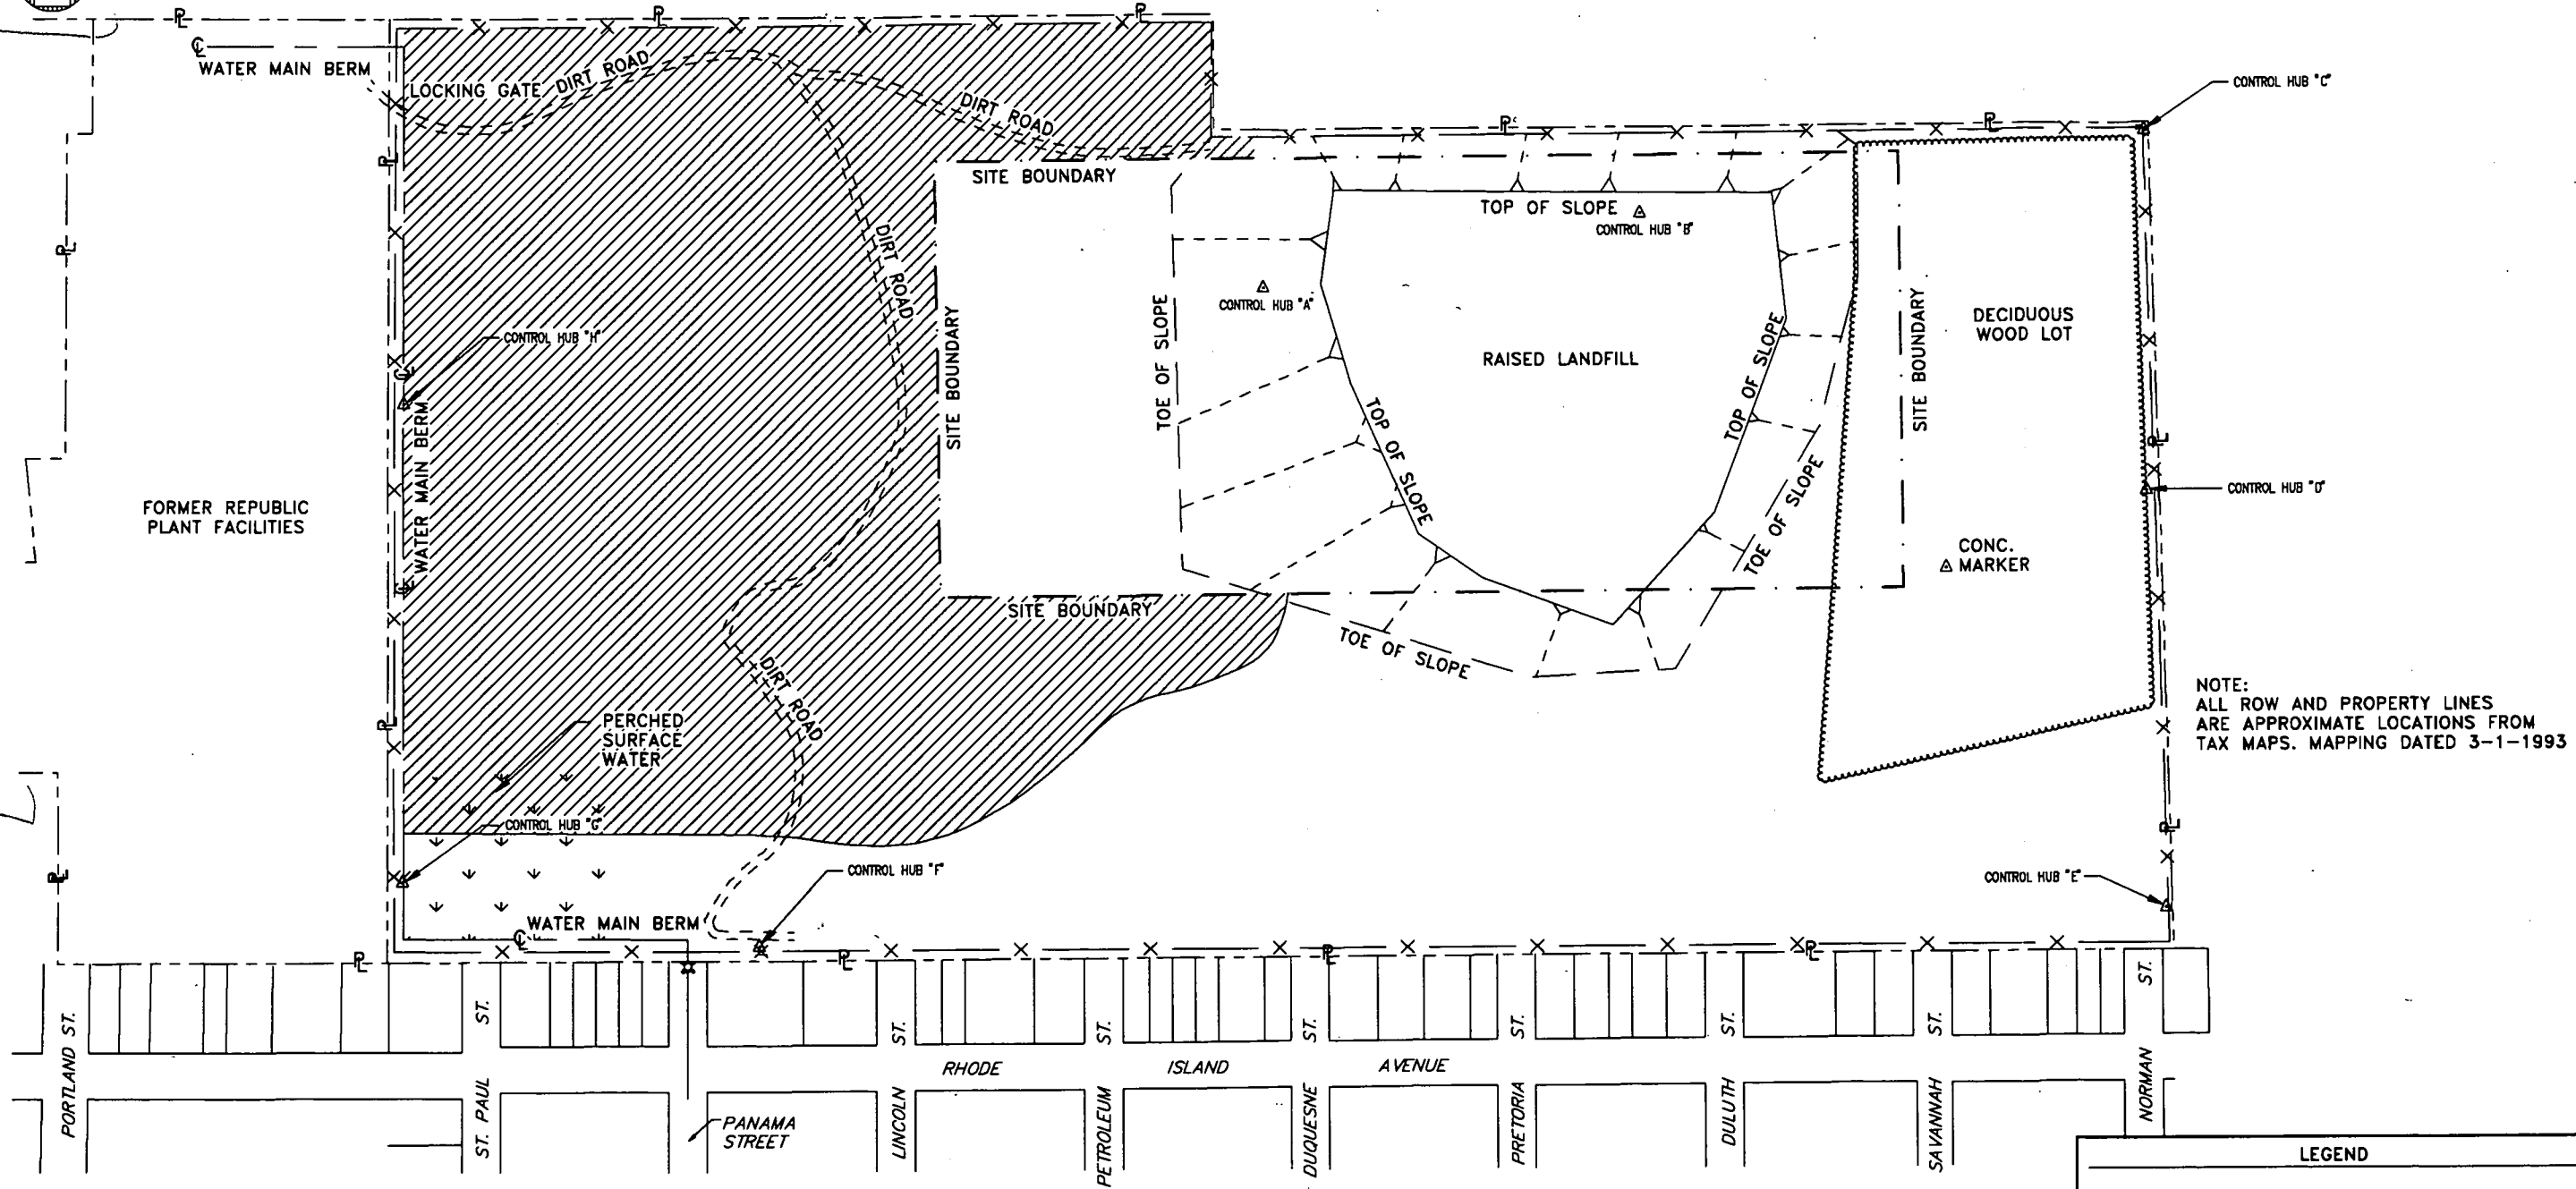 WATER MAIN BERM
LOCKING GATE
DIRT ROAD
DIRT ROAD
SITE BOUNDARY
CONTROL HUB "C"
TOP OF SLOPE
CONTROL HUB "B"
CONTROL HUB "A"
DIRT ROAD
CONTROL HUB "H"
SITE BOUNDARY
TOE OF SLOPE
RAISED LANDFILL
TOP OF SLOPE
TOP OF SLOPE
TOE OF SLOPE
SITE BOUNDARY
DECIDUOUS
WOOD LOT
WATER MAIN BERM
FORMER REPUBLIC
PLANT FACILITIES
CONTROL HUB "D"
CONC.
MARKER
SITE BOUNDARY
TOE OF SLOPE
DIRT ROAD
PERCHED
SURFACE
WATER
NOTE:
ALL ROW AND PROPERTY LINES
ARE APPROXIMATE LOCATIONS FROM
TAX MAPS. MAPPING DATED 3-1-1993
CONTROL HUB "G"
CONTROL HUB "F"
CONTROL HUB "E"
WATER MAIN BERM
PORTLAND ST.
ST. PAUL ST.
PANAMA
STREET
LINCOLN ST.
RHODE ISLAND AVENUE
PETROLEUM ST.
DUQUESNE ST.
PRETORIA ST.
DULUTH ST.
SAVANNAH ST.
NORMAN ST.
LEGEND